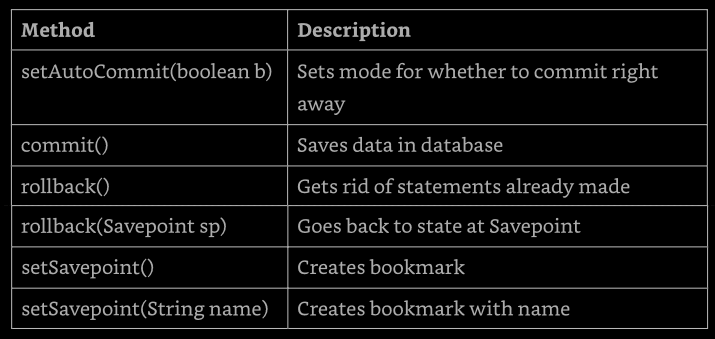 Method Description
setAutoCommit(boolean b) Sets mode for whether to commit right
away
commit() Saves data in database
rollback() Gets rid of statements already made
rollback(Savepoint sp) Goes back to state at Savepoint
setSavepoint() Creates bookmark
setSavepoint(String name) Creates bookmark with name